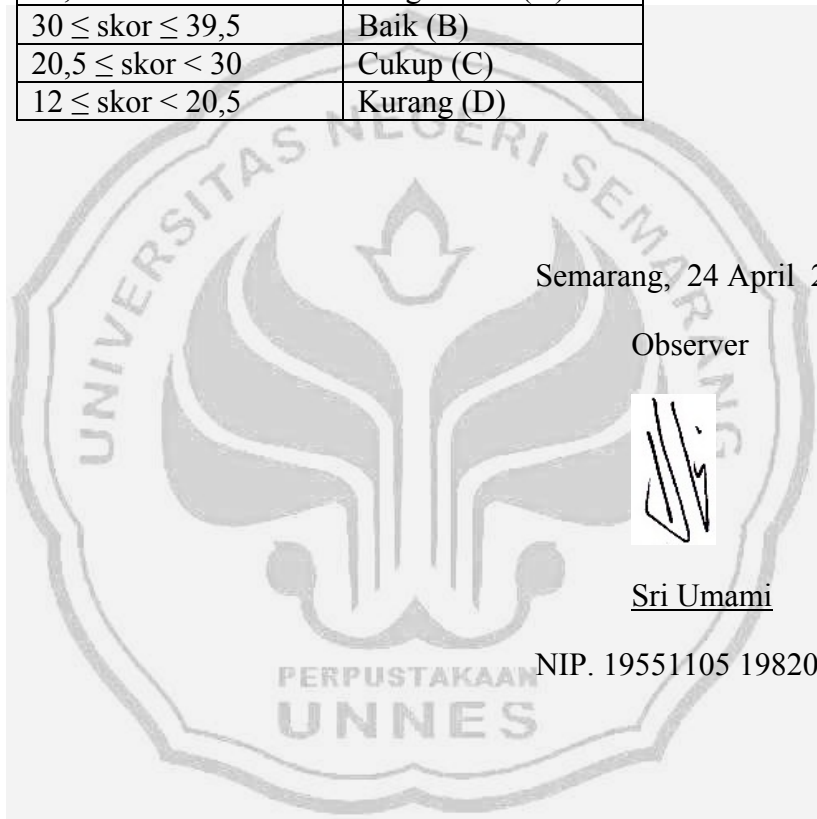 30 ≤ skor ≤ 39,5 Baik (B)
20,5 ≤ skor < 30 Cukup (C)
12 ≤ skor < 20,5 Kurang (D)
UNIVERSITAS NEGERI SEMARANG
Semarang, 24 April
Observer
Sri Umami
NIP. 19551105 19820
PERPUSTAKAAN
UNNES